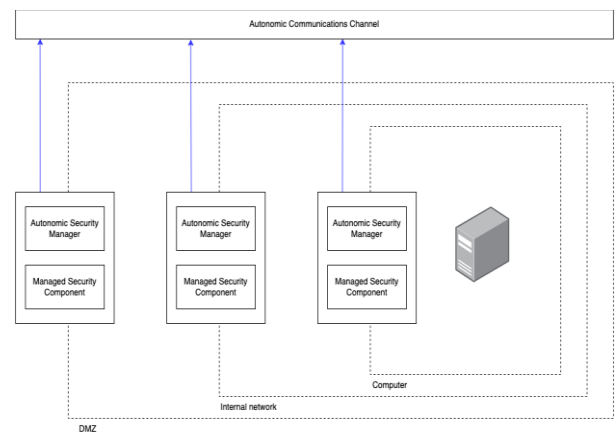 Autonomic Communications Channel
Autonomic Security
Manager
Managed Security
Component
Autonomic Security
Manager
Managed Security
Component
Autonomic Security
Manager
Managed Security
Component
Computer
Internal network
DMZ